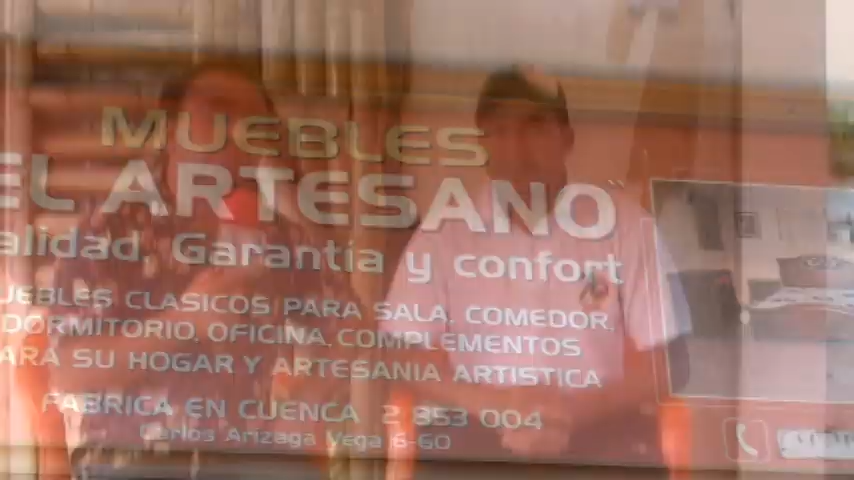 MUEBLES
EL ARTESANO
alidad, Garantía y confort
UEBLES CLASICOS PARA SALA, COMEDOR,
DORMITORIO, OFICINA, COMPLEMENTOS
ARA SU HOGAR Y ARTESANIA ARTISTICA
FABRICA EN CUENCA 2 853 004
Carlos Arizaga Vega 6-60